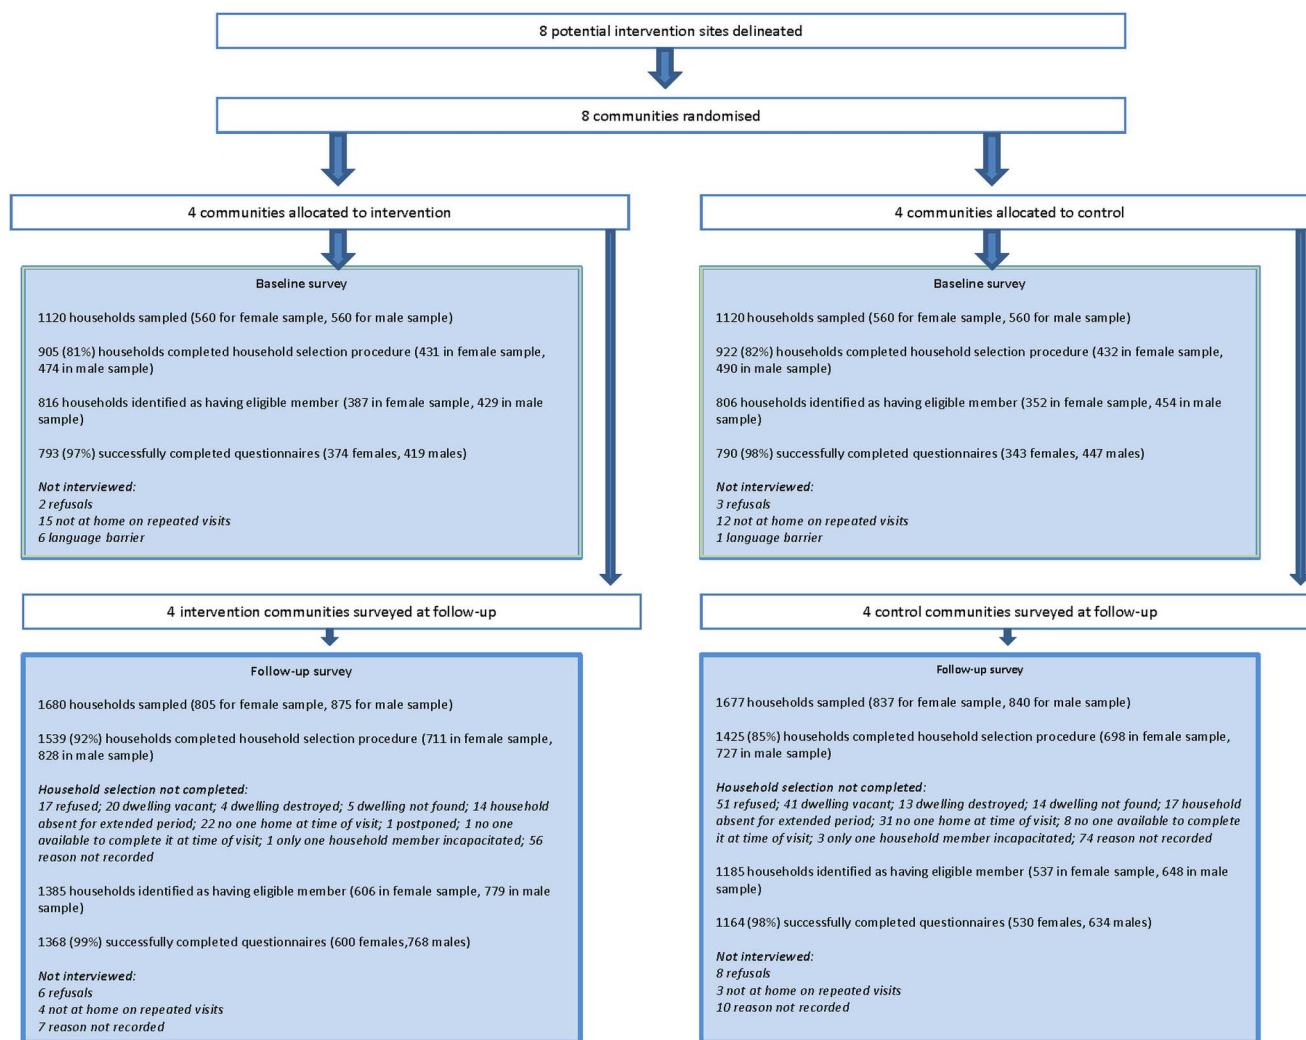 8 potential intervention sites delineated
8 communities randomised
4 communities allocated to intervention
4 communities allocated to control
Baseline survey
1120 households sampled (560 for female sample, 560 for male sample)
905 (81%) households completed household selection procedure (431 in female sample,
474 in male sample)
816 households identified as having eligible member (387 in female sample, 429 in male
sample)
793 (97%) successfully completed questionnaires (374 females, 419 males)
Not interviewed:
2 refusals
15 not at home on repeated visits
6 language barrier
Baseline survey
1120 households sampled (560 for female sample, 560 for male sample)
922 (82%) households completed household selection procedure (432 in female sample,
490 in male sample)
806 households identified as having eligible member (352 in female sample, 454 in male
sample)
790 (98%) successfully completed questionnaires (343 females, 447 males)
Not interviewed:
3 refusals
12 not at home on repeated visits
1 language barrier
4 intervention communities surveyed at follow-up
4 control communities surveyed at follow-up
Follow-up survey
1680 households sampled (805 for female sample, 875 for male sample)
1539 (92%) households completed household selection procedure (711 in female sample,
828 in male sample)
Household selection not completed:
17 refused; 20 dwelling vacant; 4 dwelling destroyed; 5 dwelling not found; 14 household
absent for extended period; 22 no one home at time of visit; 1 postponed; 1 no one
available to complete it at time of visit; 1 only one household member incapacitated; 56
reason not recorded
1385 households identified as having eligible member (606 in female sample, 779 in male
sample)
1368 (99%) successfully completed questionnaires (600 females,768 males)
Not interviewed:
6 refusals
4 not at home on repeated visits
7 reason not recorded
Follow-up survey
1677 households sampled (837 for female sample, 840 for male sample)
1425 (85%) households completed household selection procedure (698 in female sample,
727 in male sample)
Household selection not completed:
51 refused; 41 dwelling vacant; 13 dwelling destroyed; 14 dwelling not found; 17 household
absent for extended period; 31 no one home at time of visit; 8 no one available to complete
it at time of visit; 3 only one household member incapacitated; 74 reason not recorded
1185 households identified as having eligible member (537 in female sample, 648 in male
sample)
1164 (98%) successfully completed questionnaires (530 females, 634 males)
Not interviewed:
8 refusals
3 not at home on repeated visits
10 reason not recorded